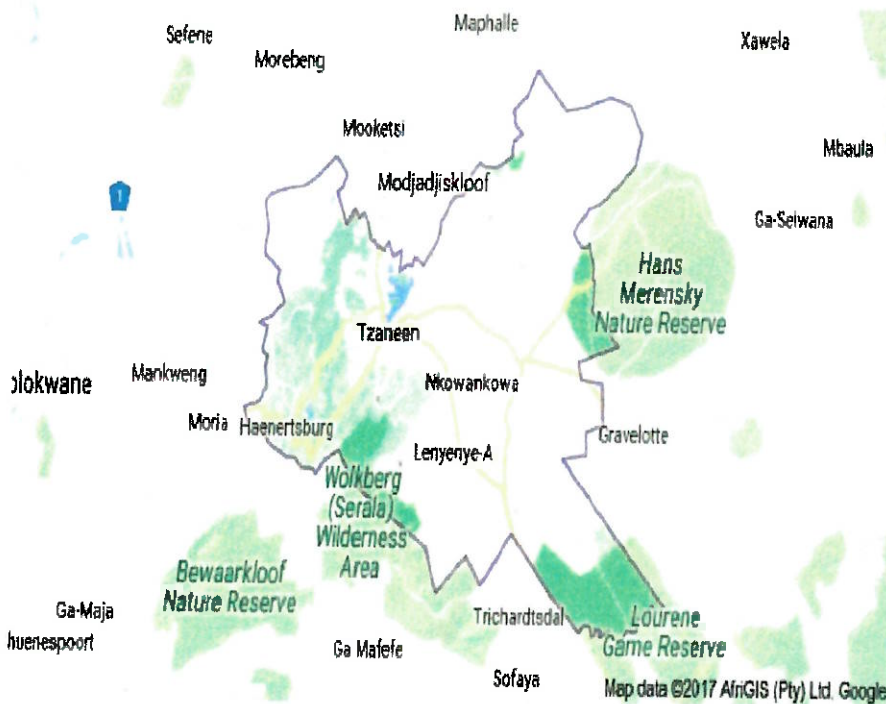 Maphalle
Sefene
Xawela
Morebeng
Mooketsi
Mbaula
Modjadjiskloof
1
Ga-Selwana
Hans
Merensky
Nature Reserve
Tzaneen
olokwane
Mankweng
Nkowankowa
Moria
Haenertsburg
Gravelotte
Lenyenye-A
Wolkberg
(Serala)
Wilderness
Area
Bewaarkloof
Nature Reserve
Ga-Maja
Trichardtsdal
Lourene
Game Reserve
huenespoort
Ga Mafefe
Sofaya
Map data ©2017 AfriGIS (Pty) Ltd. Google